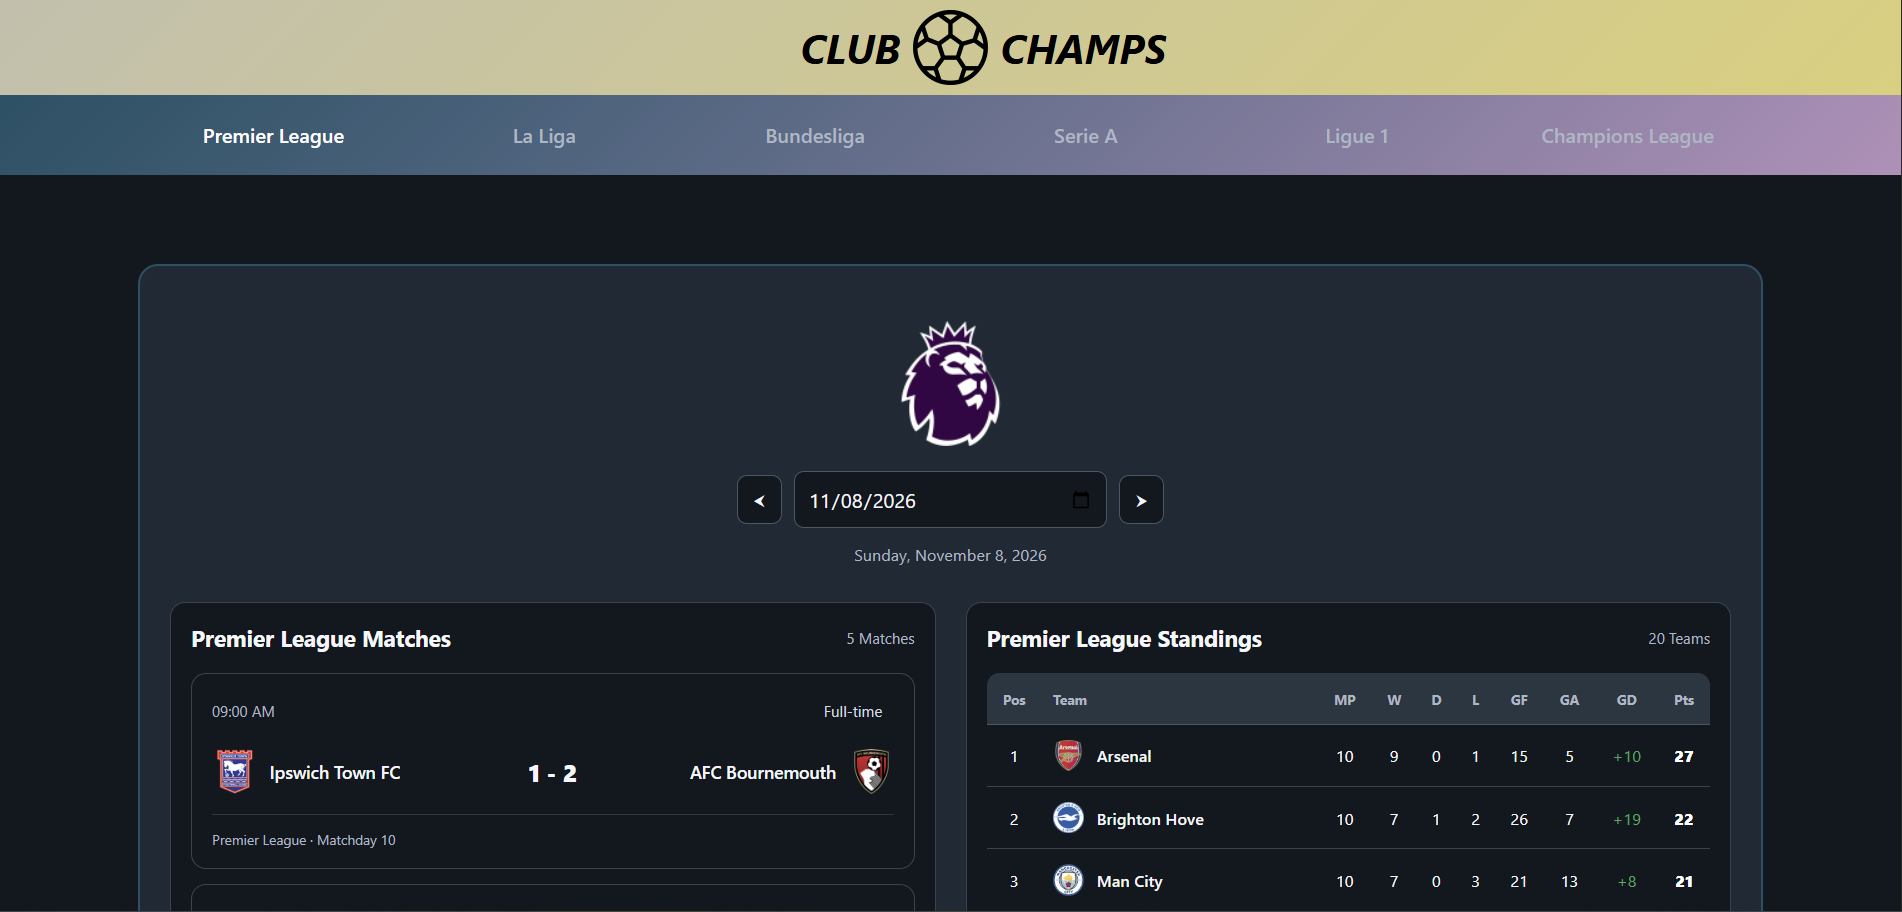 CLUB CHAMPS
Premier League La Liga Bundesliga Serie A Ligue 1 Champions League
11/08/2026
Sunday, November 8, 2026
Premier League Matches 5 Matches
09:00 AM Full-time
Ipswich Town FC 1 - 2 AFC Bournemouth
Premier League · Matchday 10
Premier League Standings 20 Teams
Pos Team MP W D L GF GA GD Pts
1 Arsenal 10 9 0 1 15 5 +10 27
2 Brighton Hove 10 7 1 2 26 7 +19 22
3 Man City 10 7 0 3 21 13 +8 21